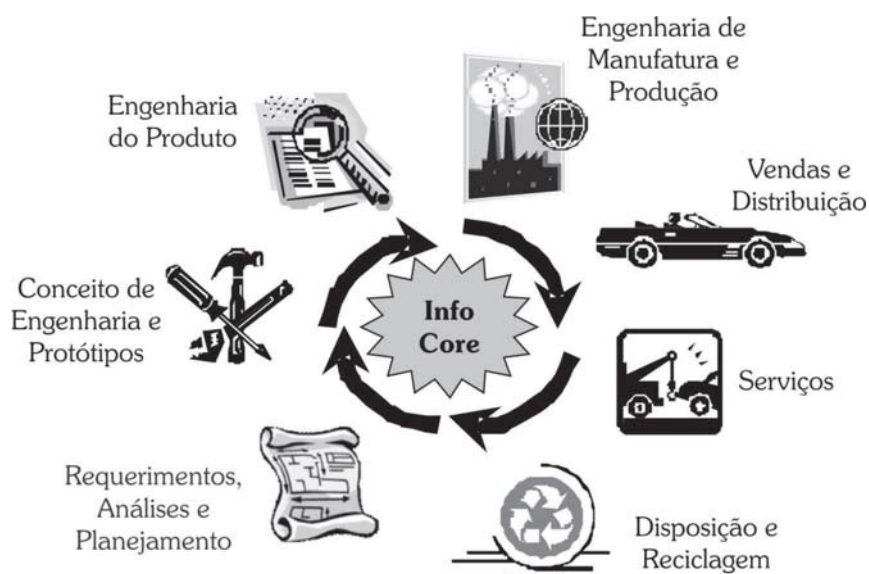 Engenharia de
Manufatura e
Produção
Engenharia
do Produto
Vendas e
Distribuição
Conceito de
Engenharia e
Protótipos
Info
Core
Serviços
Requerimentos,
Análises e
Planejamento
Disposição e
Reciclagem